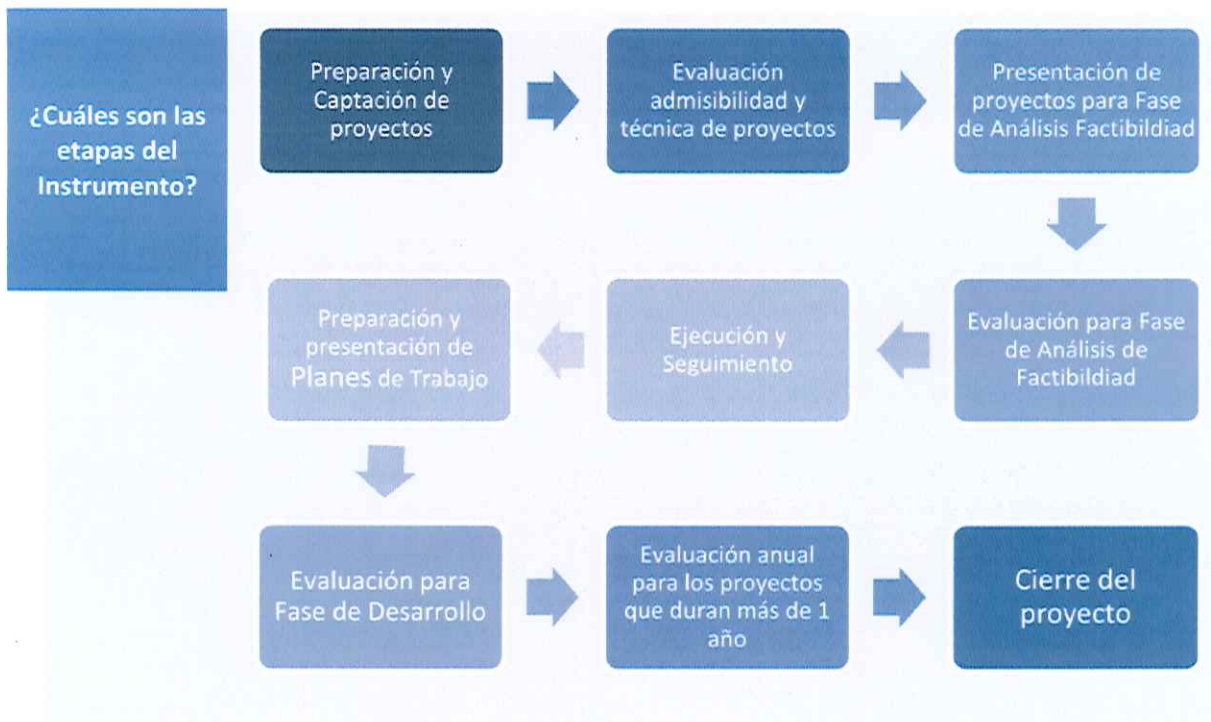 ¿Cuáles son las
etapas del
Instrumento?
Preparación y
Captación de
proyectos
Evaluación
admisibilidad y
técnica de proyectos
Presentación de
proyectos para Fase
de Análisis Factibildiad
Evaluación para Fase
de Análisis de
Factibildiad
Ejecución y
Seguimiento
Preparación y
presentación de
Planes de Trabajo
Evaluación para
Fase de Desarrollo
Evaluación anual
para los proyectos
que duran más de 1
año
Cierre del
proyecto